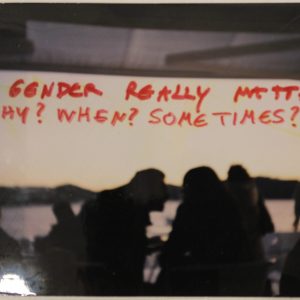 GENDER REALLY MATT
HY? WHEN? SOMETIMES?